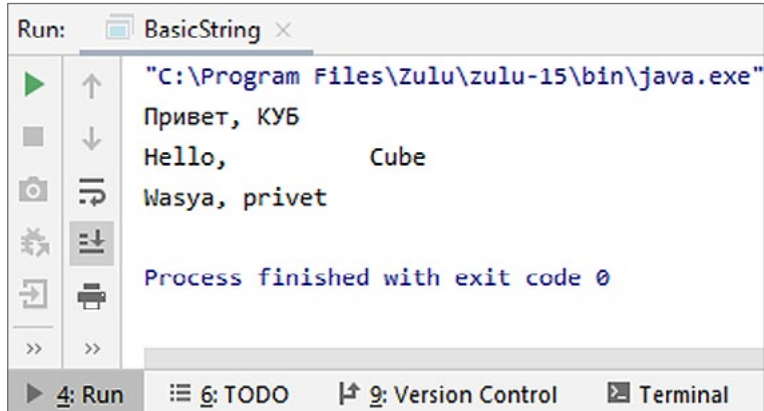 Run: BasicString ×
"C:\Program Files\Zulu\zulu-15\bin\java.exe"
Привет, КУБ
Hello,          Cube
Wasya, privet
Process finished with exit code 0
4: Run 6: TODO 9: Version Control Terminal